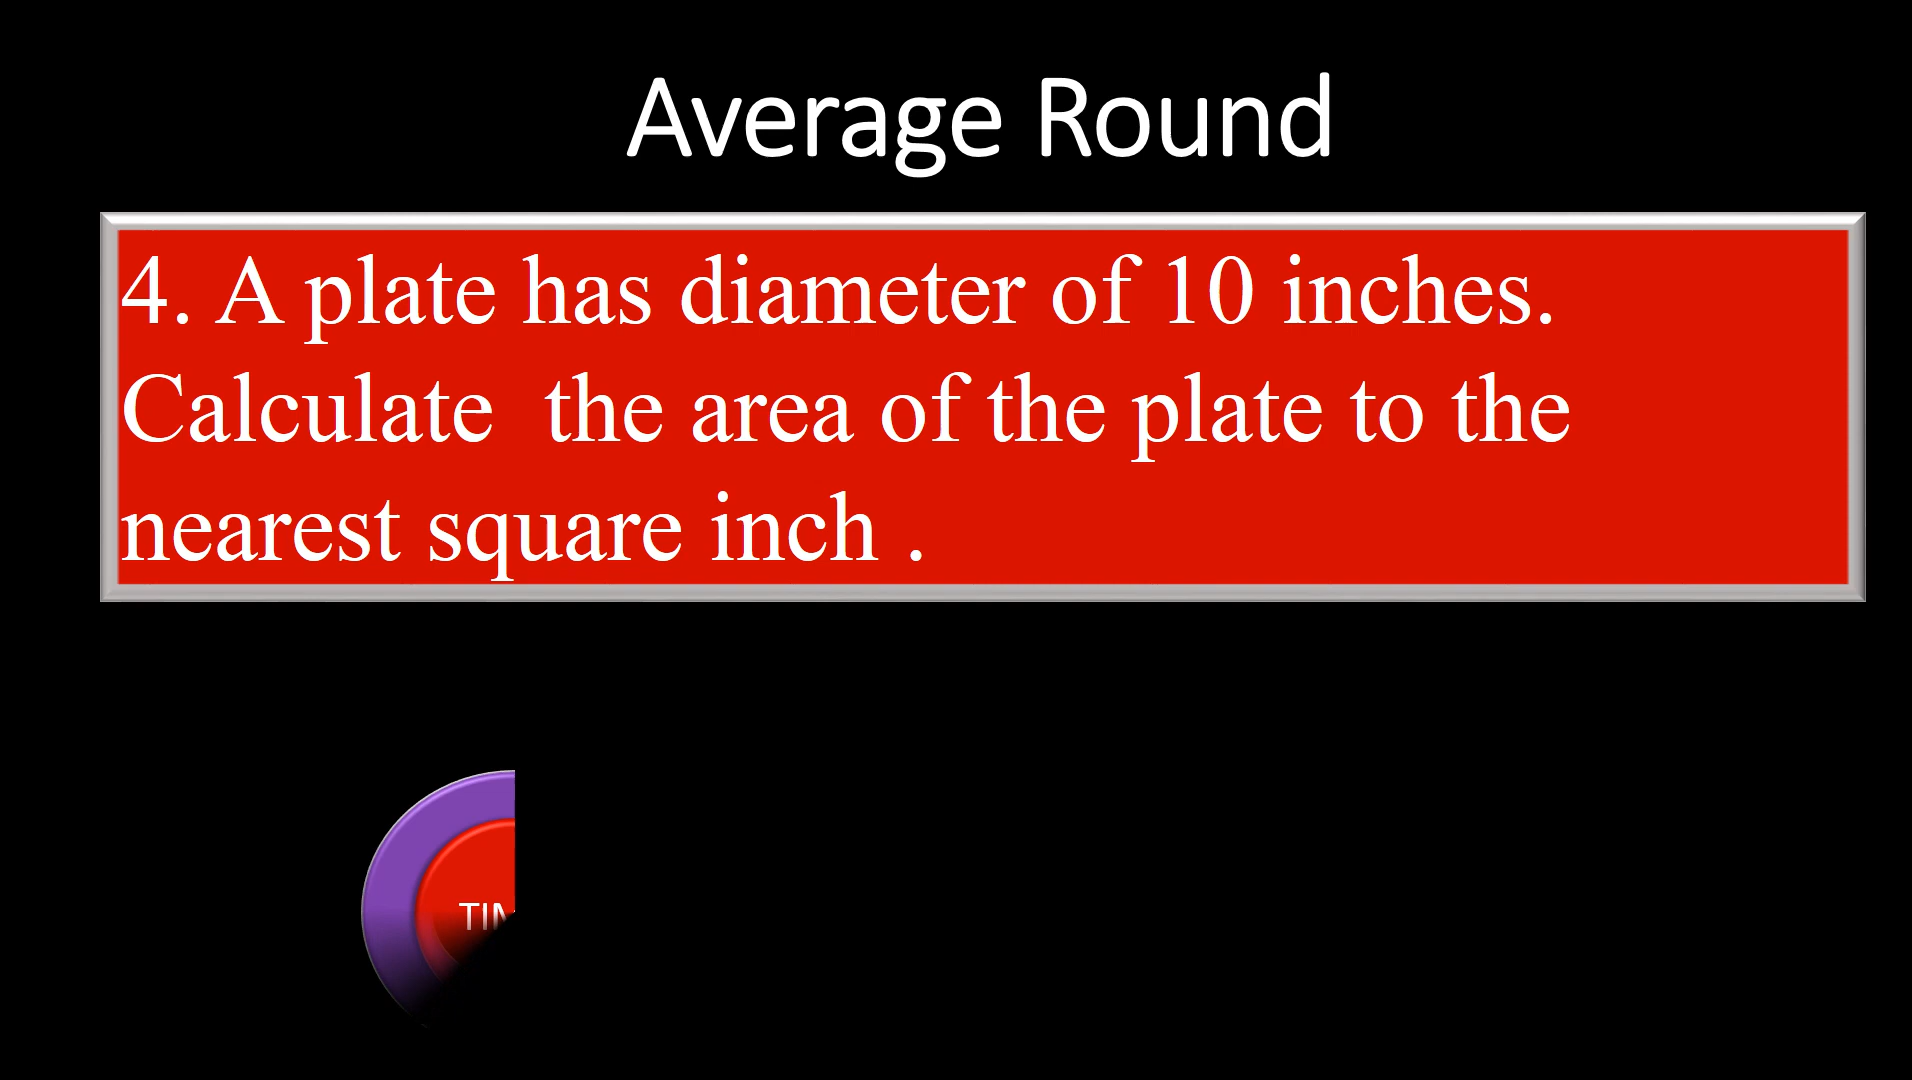 Average Round
4. A plate has diameter of 10 inches.
Calculate  the area of the plate to the
nearest square inch .